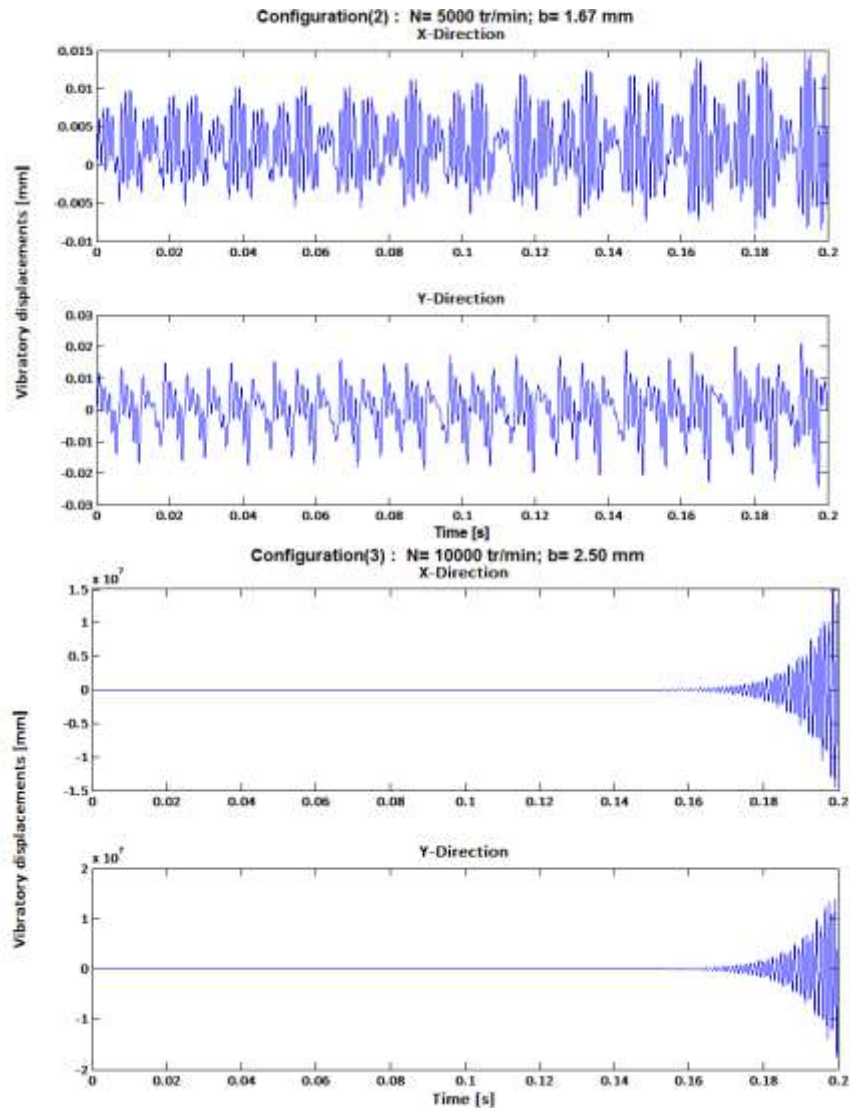 Configuration(2) : N= 5000 tr/min; b= 1.67 mm
X-Direction
0.015
0.01
0.005
0
-0.005
-0.01
0 0.02 0.04 0.06 0.08 0.1 0.12 0.14 0.16 0.18 0.2
Vibratory displacements [mm]
Y-Direction
0.03
0.02
0.01
0
-0.01
-0.02
-0.03
0 0.02 0.04 0.06 0.08 0.1 0.12 0.14 0.16 0.18 0.2
Time [s]
Configuration(3) : N= 10000 tr/min; b= 2.50 mm
X-Direction
x 10⁷
1.5
1
0.5
0
-0.5
-1
-1.5
0 0.02 0.04 0.06 0.08 0.1 0.12 0.14 0.16 0.18 0.2
Vibratory displacements [mm]
Y-Direction
x 10⁷
2
1
0
-1
-2
0 0.02 0.04 0.06 0.08 0.1 0.12 0.14 0.16 0.18 0.2
Time [s]